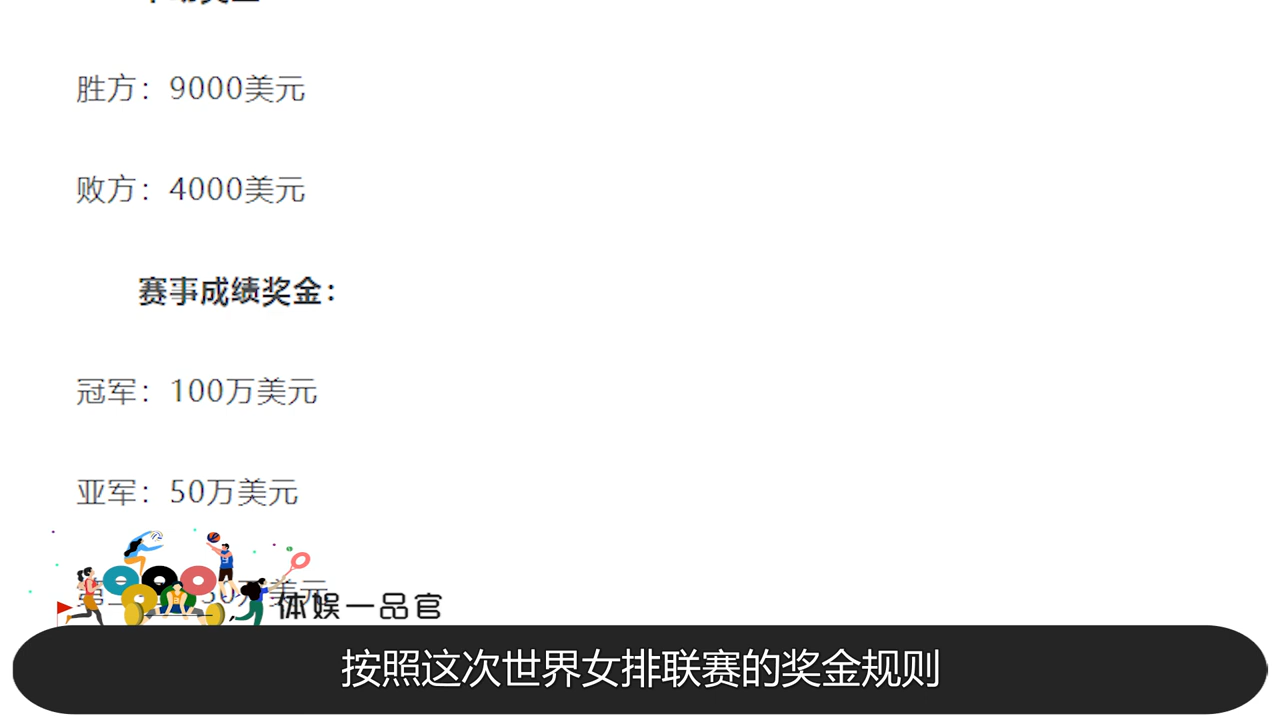 胜方：9000美元
败方：4000美元
赛事成绩奖金：
冠军：100万美元
亚军：50万美元
体娱一品官
按照这次世界女排联赛的奖金规则